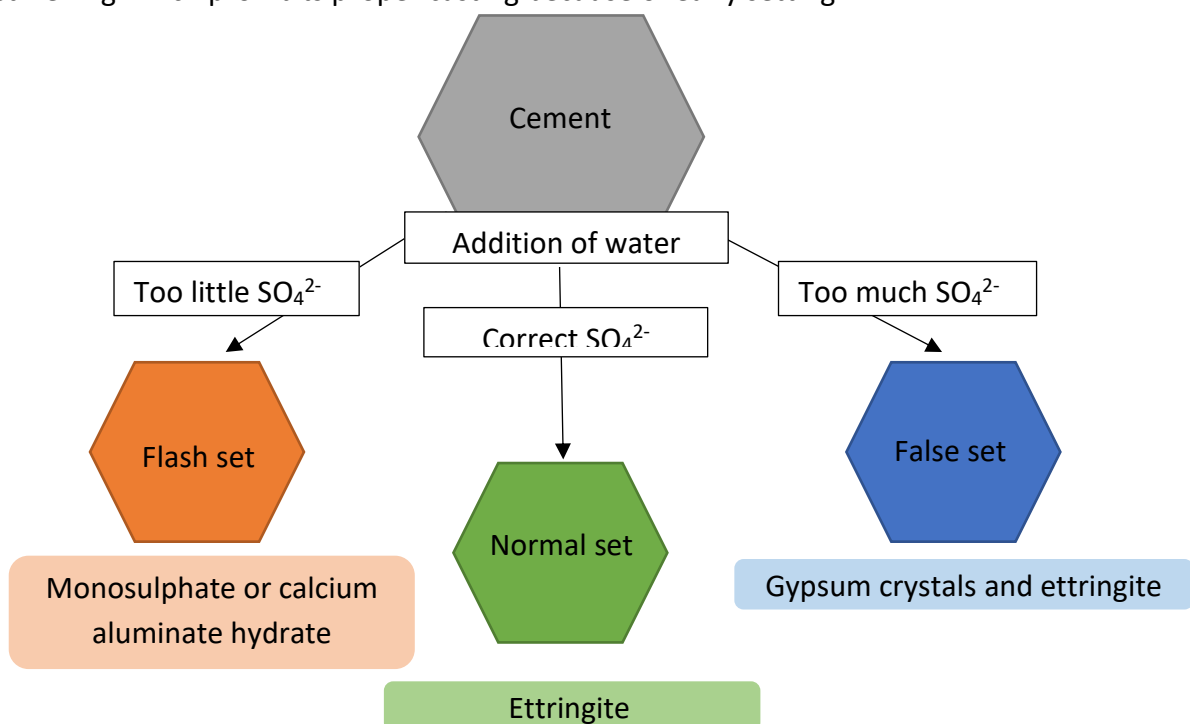 Cement
Addition of water
Too little SO₄²⁻
Too much SO₄²⁻
Correct SO₄²⁻
Flash set
False set
Normal set
Monosulphate or calcium
aluminate hydrate
Gypsum crystals and ettringite
Ettringite